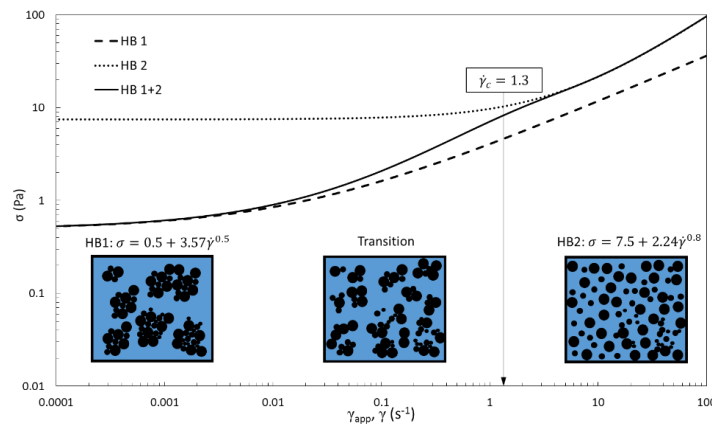 100
HB 1
HB 2
HB 1+2
γ̇c = 1.3
10
σ (Pa)
1
HB1: σ = 0.5 + 3.57γ̇^0.5
Transition
HB2: σ = 7.5 + 2.24γ̇^0.8
0.1
0.01
0.0001
0.001
0.01
0.1
1
10
100
γapp, γ (s-1)